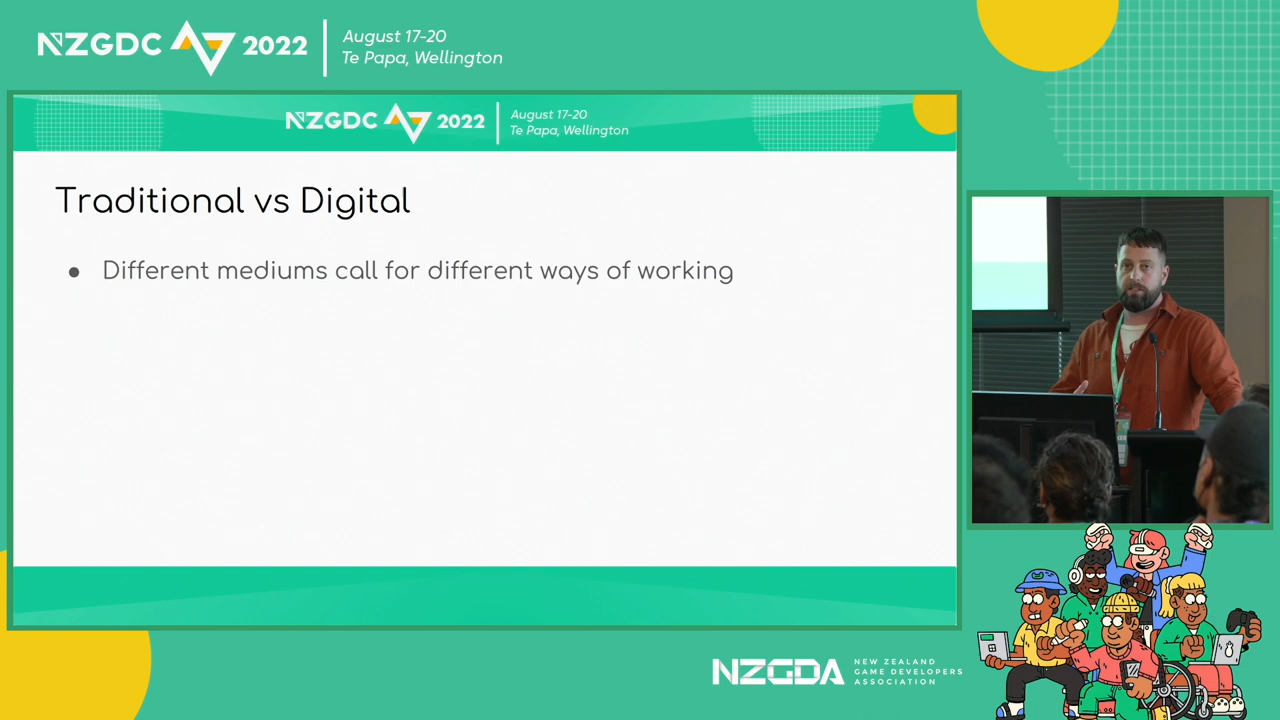 NZGDC 2022
August 17-20
Te Papa, Wellington
NZGDC 2022
August 17-20
Te Papa, Wellington
Traditional vs Digital
● Different mediums call for different ways of working
NZGDA
NEW ZEALAND
GAME DEVELOPERS
ASSOCIATION